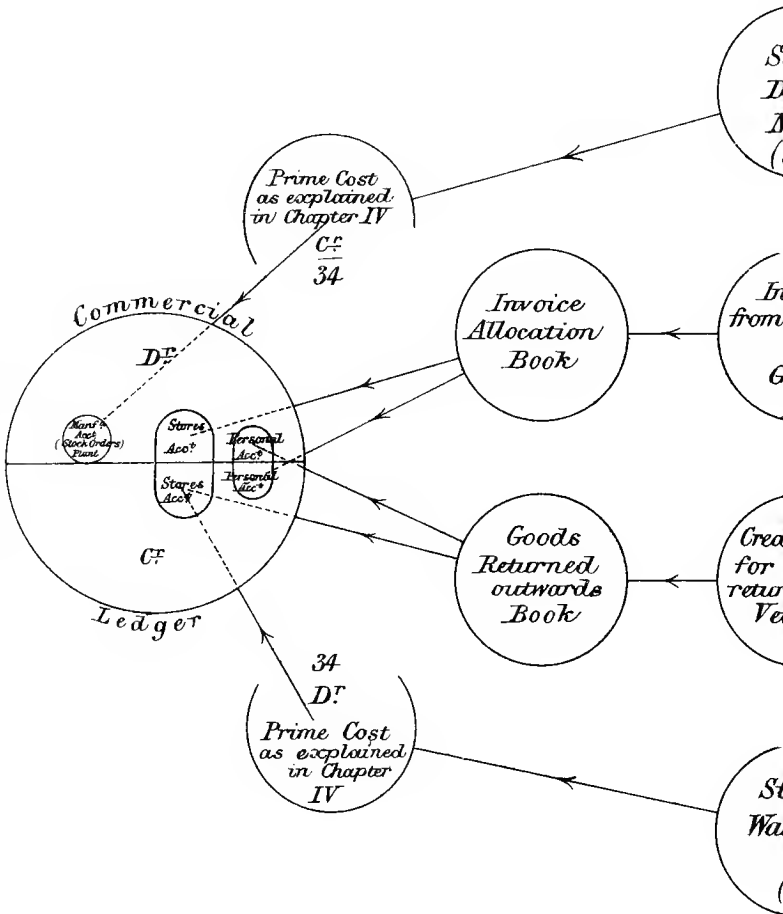 Prime Cost
as explained
in Chapter IV
Cr.
34
Commercial
Dr.
Manf.
Acct
(Stock Orders)
Plant
Stores
Acct.
Personal
Acct.
Stores
Acct.
Personal
Acct.
Cr.
Ledger
Invoice
Allocation
Book
from
Goods
Returned
outwards
Book
for
34
Dr.
Prime Cost
as explained
in Chapter
IV